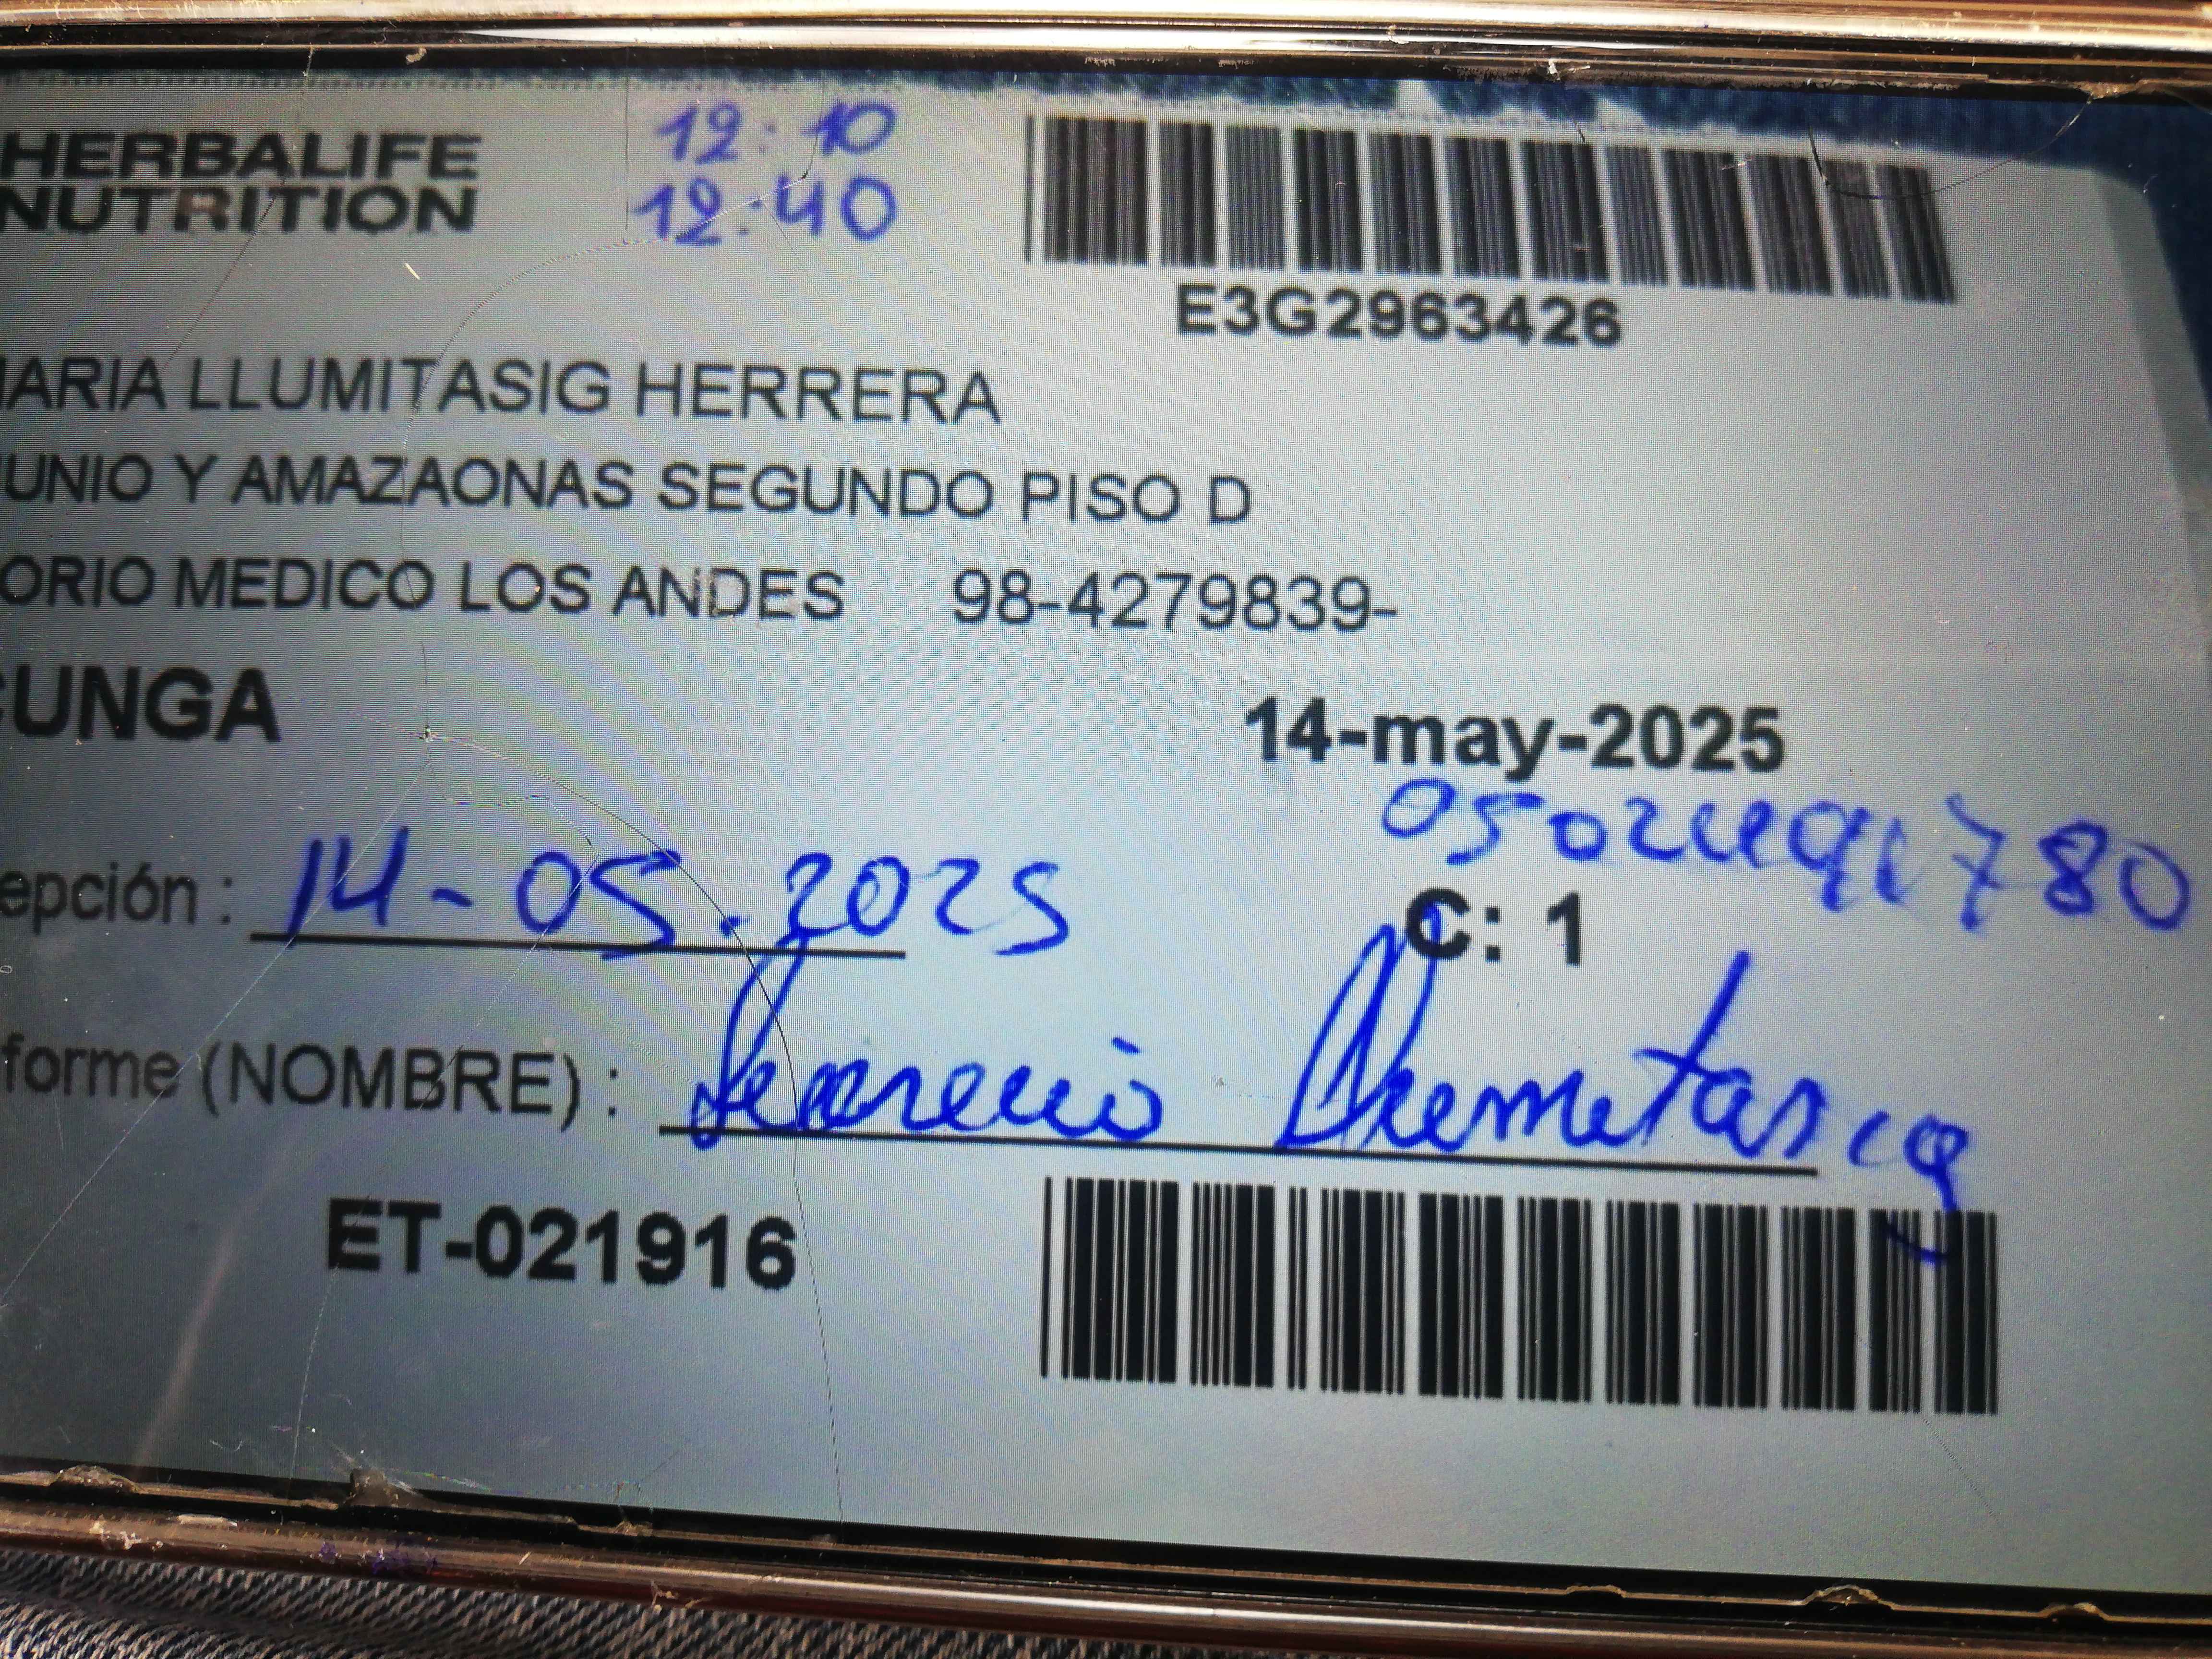 HERBALIFE
NUTRITION
12:10
12:40
E3G2963426
ARIA LLUMITASIG HERRERA
UNIO Y AMAZAONAS SEGUNDO PISO D
ORIO MEDICO LOS ANDES 98-4279839-
CUNGA
14-may-2025
epción : 14-05.2025
C: 1
forme (NOMBRE) :
ET-021916